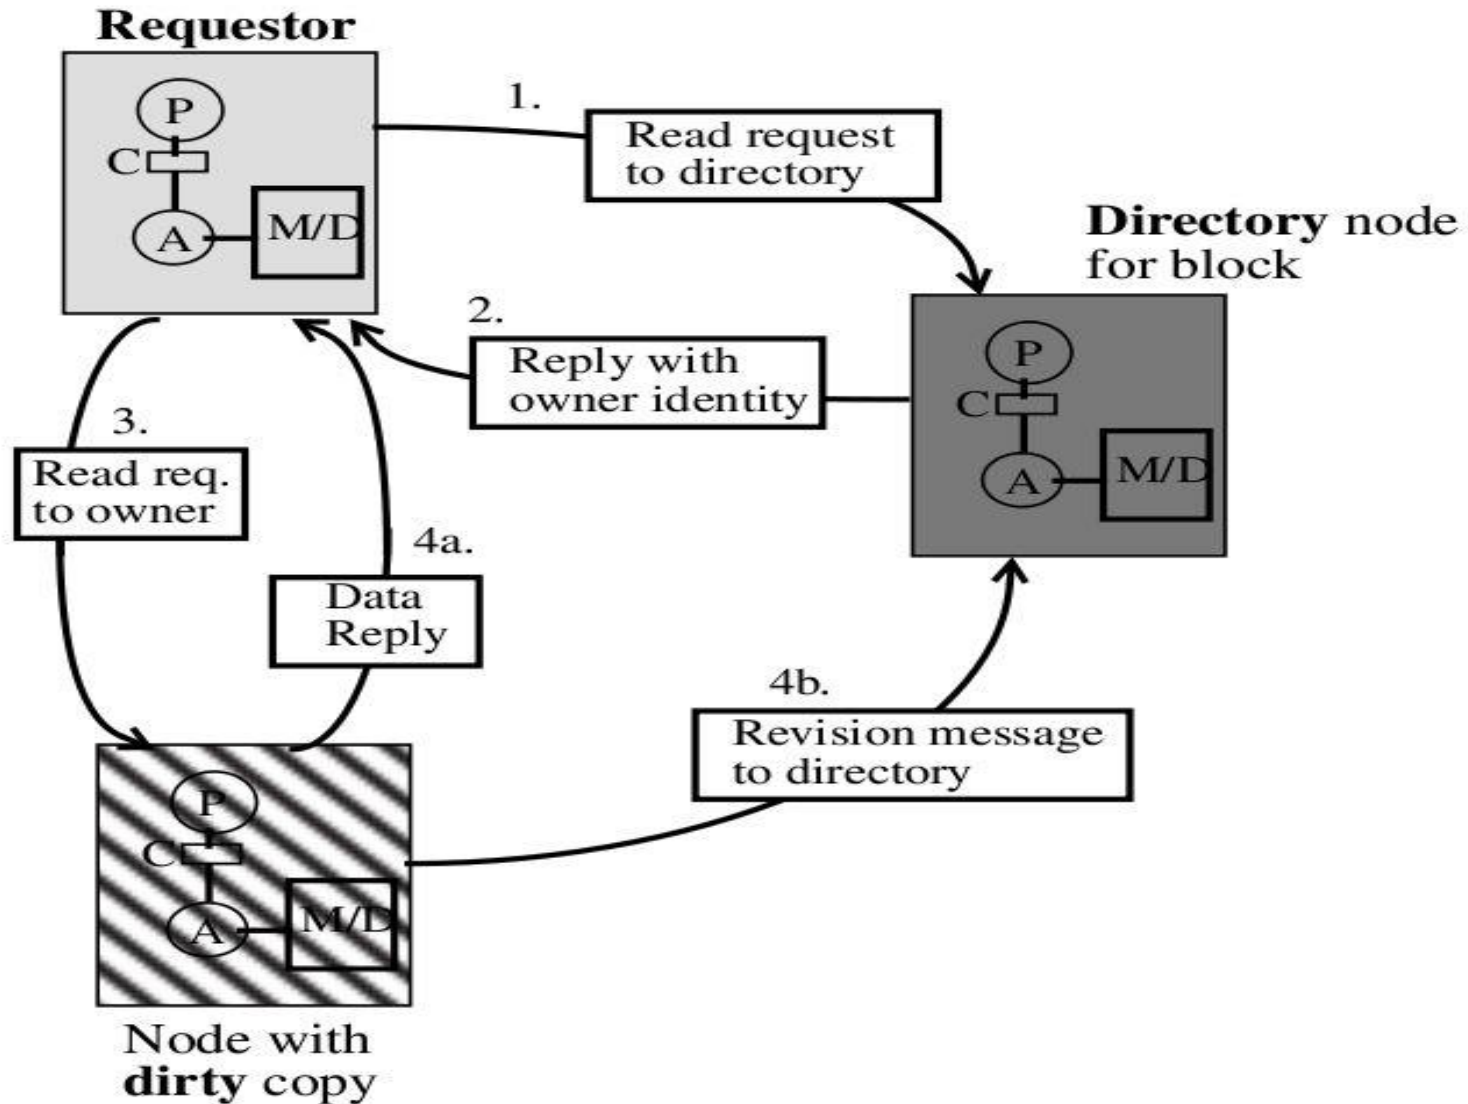 Requestor
P
C
A
M/D
1.
Read request
to directory
Directory node
for block
P
C
A
M/D
2.
Reply with
owner identity
3.
Read req.
to owner
4a.
Data
Reply
4b.
Revision message
to directory
P
C
A
M/D
Node with
dirty copy